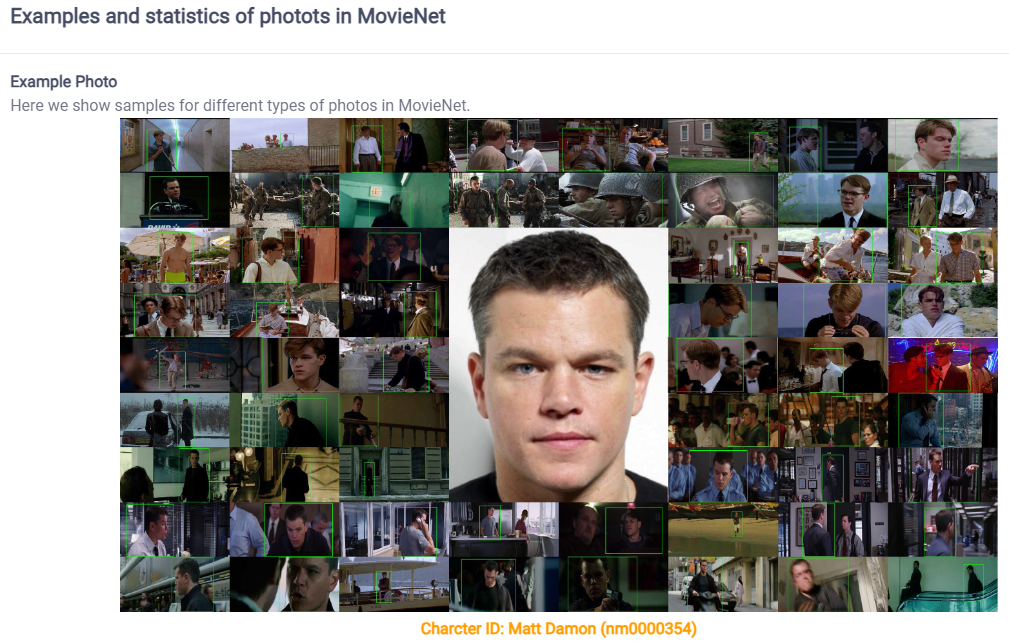 Examples and statistics of photots in MovieNet
Example Photo
Here we show samples for different types of photos in MovieNet.
Charcter ID: Matt Damon (nm0000354)